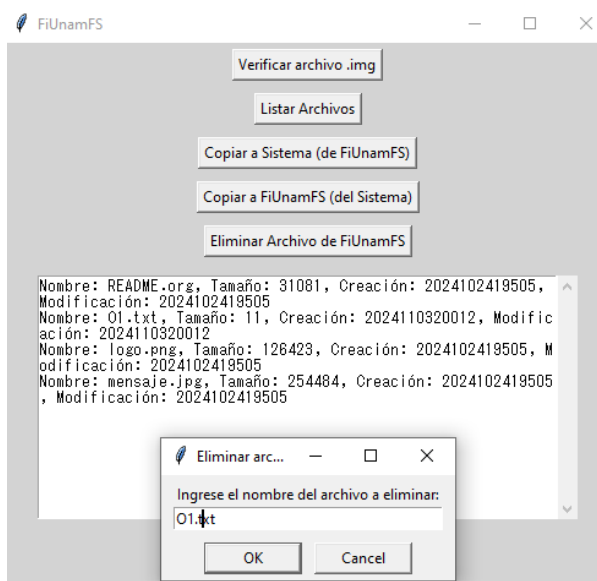 FiUnamFS
Verificar archivo .img
Listar Archivos
Copiar a Sistema (de FiUnamFS)
Copiar a FiUnamFS (del Sistema)
Eliminar Archivo de FiUnamFS
Nombre: README.org, Tamaño: 31081, Creación: 2024102419505,
Modificación: 2024102419505
Nombre: O1.txt, Tamaño: 11, Creación: 2024110320012, Modific
ación: 2024110320012
Nombre: logo.png, Tamaño: 126423, Creación: 2024102419505, M
odificación: 2024102419505
Nombre: mensaje.jpg, Tamaño: 254484, Creación: 2024102419505
, Modificación: 2024102419505
Eliminar arc...
Ingrese el nombre del archivo a eliminar:
O1.txt
OK
Cancel